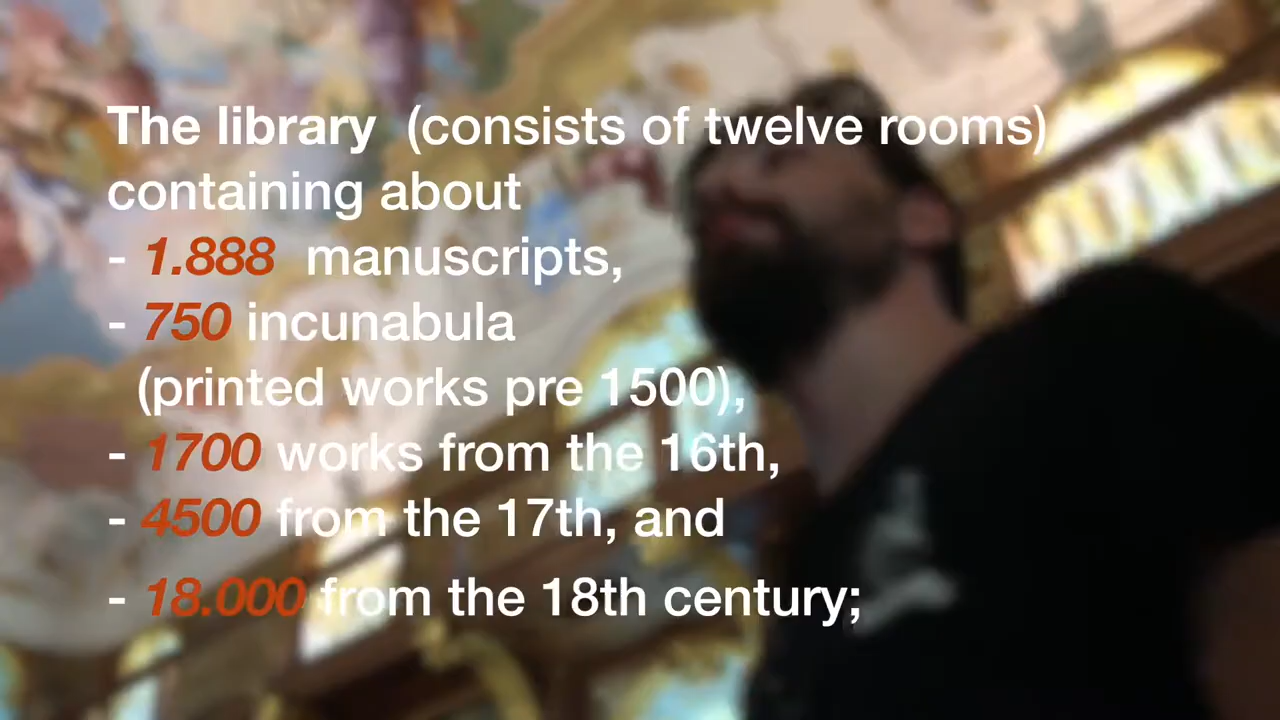 The library (consists of twelve rooms)
containing about
- 1.888 manuscripts,
- 750 incunabula
(printed works pre 1500),
- 1700 works from the 16th,
- 4500 from the 17th, and
- 18.000 from the 18th century;